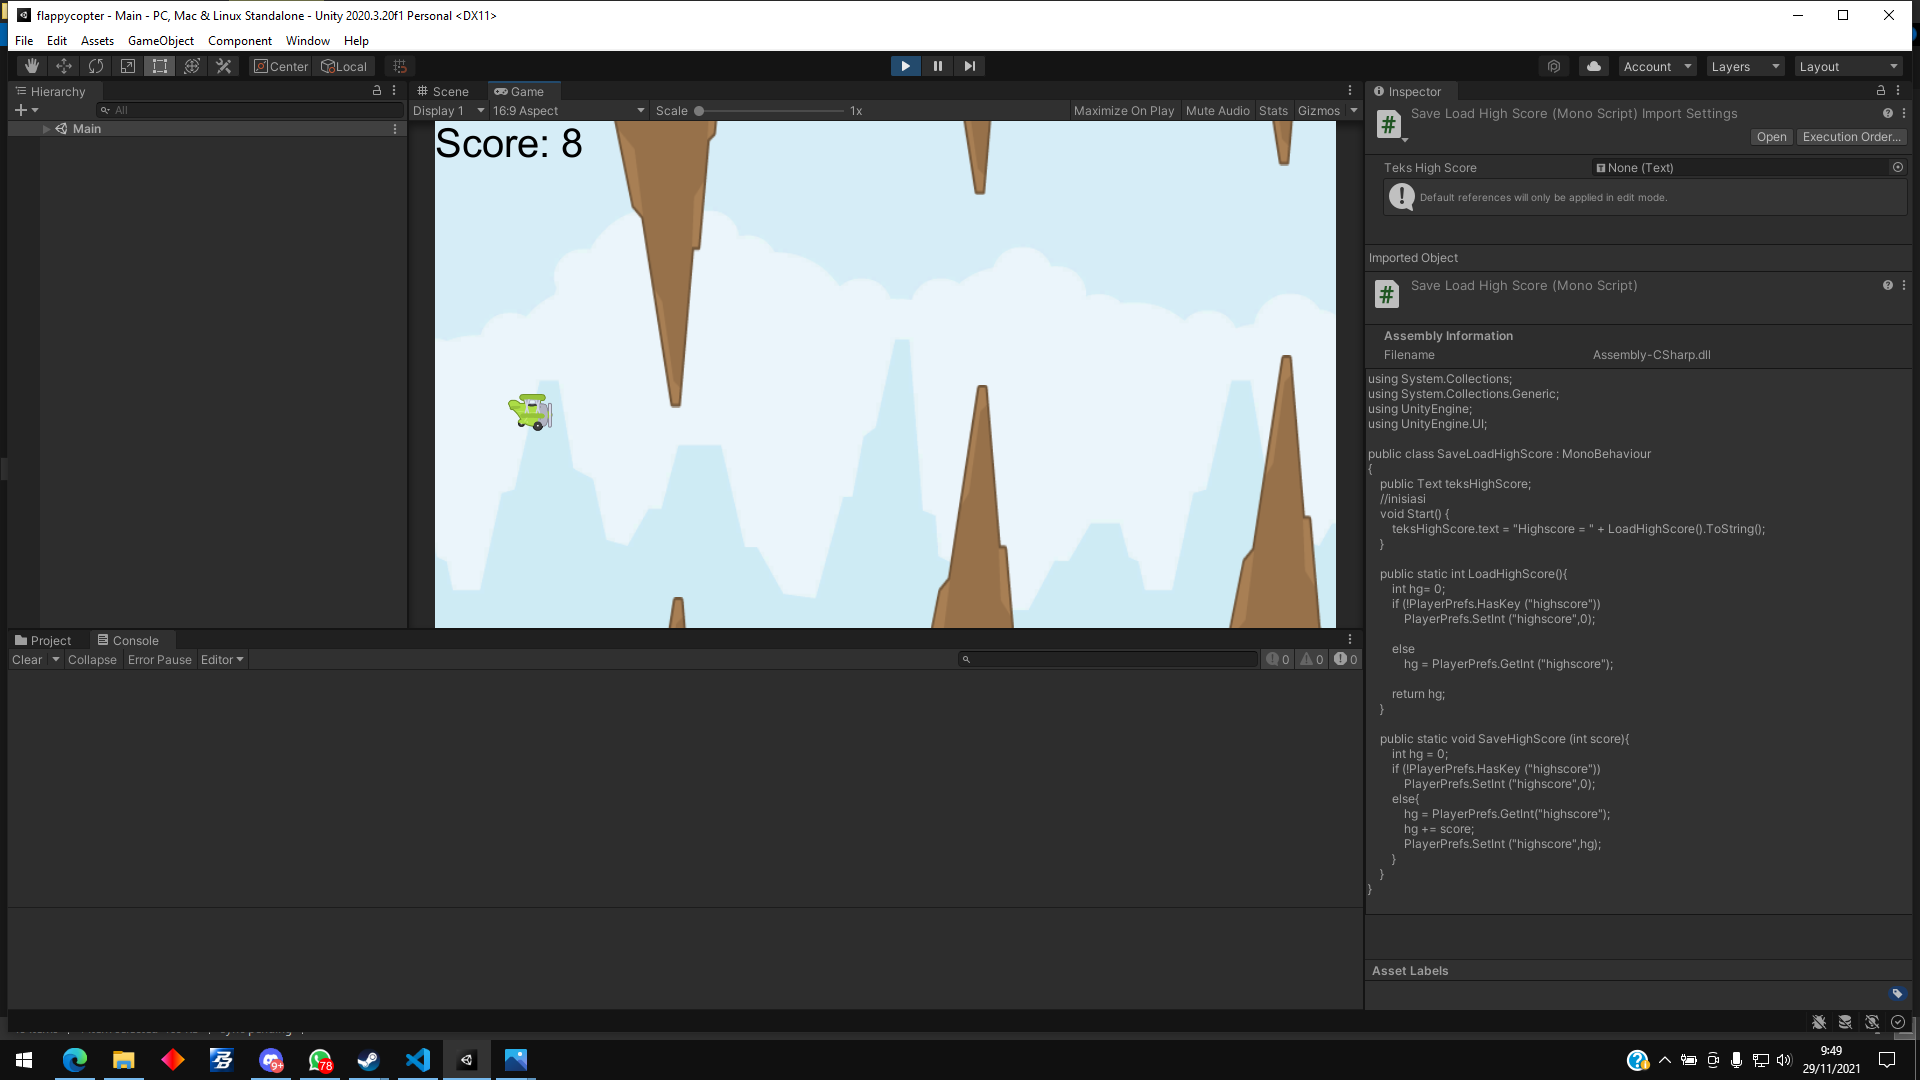 flappycopter - Main - PC, Mac & Linux Standalone - Unity 2020.3.20f1 Personal <DX11>
File Edit Assets GameObject Component Window Help
Center Local
Account Layers Layout
Hierarchy
All
Main
Scene Game
Display 1 16:9 Aspect Scale 1x Maximize On Play Mute Audio Stats Gizmos
Score: 8
Project Console
Clear Collapse Error Pause Editor 0 0 0
Inspector
Save Load High Score (Mono Script) Import Settings
Open Execution Order...
Teks High Score None (Text)
Default references will only be applied in edit mode.
Imported Object
Save Load High Score (Mono Script)
Assembly Information
Filename Assembly-CSharp.dll
using System.Collections;
using System.Collections.Generic;
using UnityEngine;
using UnityEngine.UI;
public class SaveLoadHighScore : MonoBehaviour
{
public Text teksHighScore;
//inisiasi
void Start() {
teksHighScore.text = "Highscore = " + LoadHighScore().ToString();
}
public static int LoadHighScore(){
int hg= 0;
if (!PlayerPrefs.HasKey ("highscore"))
PlayerPrefs.SetInt ("highscore",0);
else
hg = PlayerPrefs.GetInt ("highscore");
return hg;
}
public static void SaveHighScore (int score){
int hg = 0;
if (!PlayerPrefs.HasKey ("highscore"))
PlayerPrefs.SetInt ("highscore",0);
else{
hg = PlayerPrefs.GetInt("highscore");
hg += score;
PlayerPrefs.SetInt ("highscore",hg);
}
}
}
Asset Labels
9+
78
9:49
29/11/2021